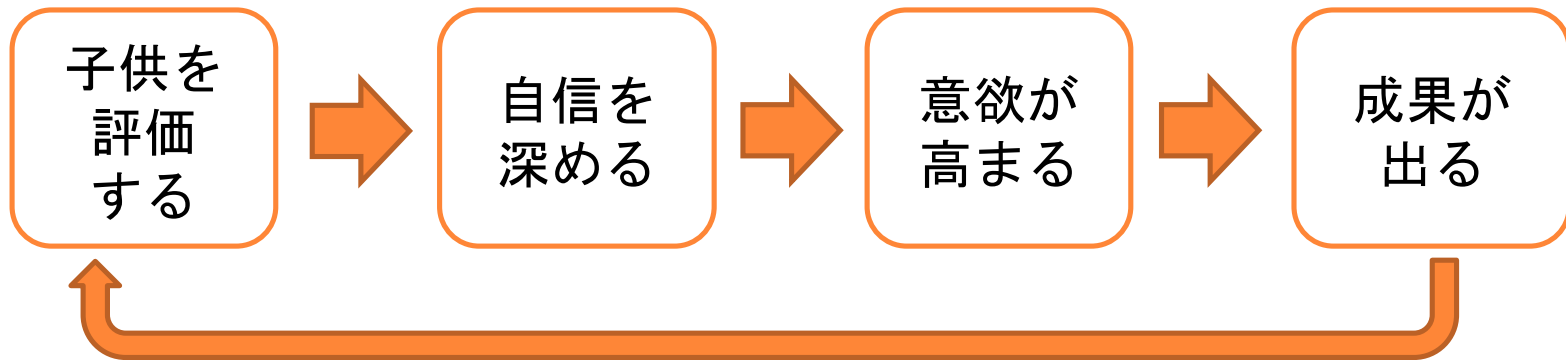 子供を
評価
する
自信を
深める
意欲が
高まる
成果が
出る